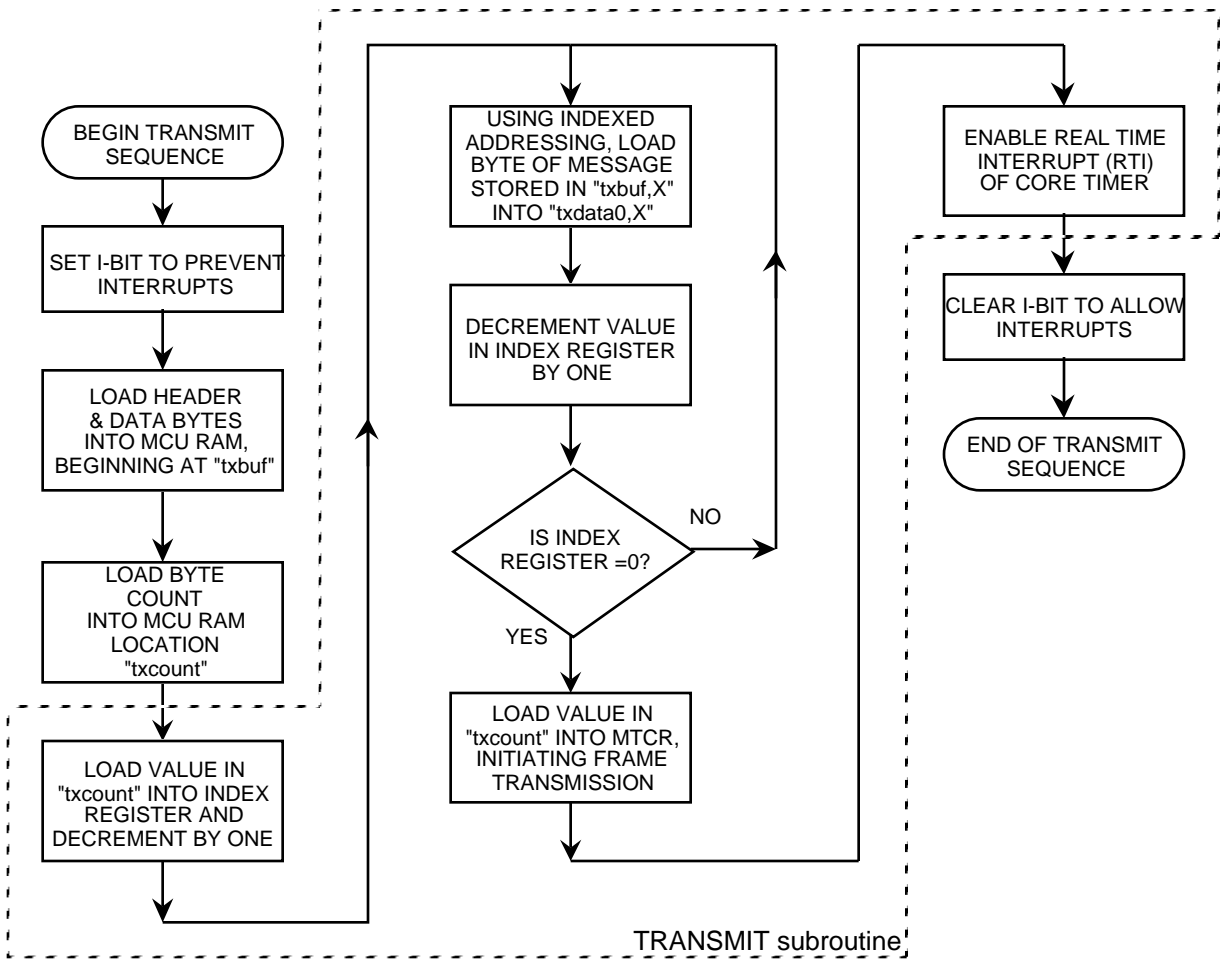 BEGIN TRANSMIT
SEQUENCE
SET I-BIT TO PREVENT
INTERRUPTS
LOAD HEADER
& DATA BYTES
INTO MCU RAM,
BEGINNING AT "txbuf"
LOAD BYTE
COUNT
INTO MCU RAM
LOCATION
"txcount"
LOAD VALUE IN
"txcount" INTO INDEX
REGISTER AND
DECREMENT BY ONE
USING INDEXED
ADDRESSING, LOAD
BYTE OF MESSAGE
STORED IN "txbuf,X"
INTO "txdata0,X"
DECREMENT VALUE
IN INDEX REGISTER
BY ONE
IS INDEX
REGISTER =0?
NO
YES
LOAD VALUE IN
"txcount" INTO MTCR,
INITIATING FRAME
TRANSMISSION
ENABLE REAL TIME
INTERRUPT (RTI)
OF CORE TIMER
CLEAR I-BIT TO ALLOW
INTERRUPTS
END OF TRANSMIT
SEQUENCE
TRANSMIT subroutine